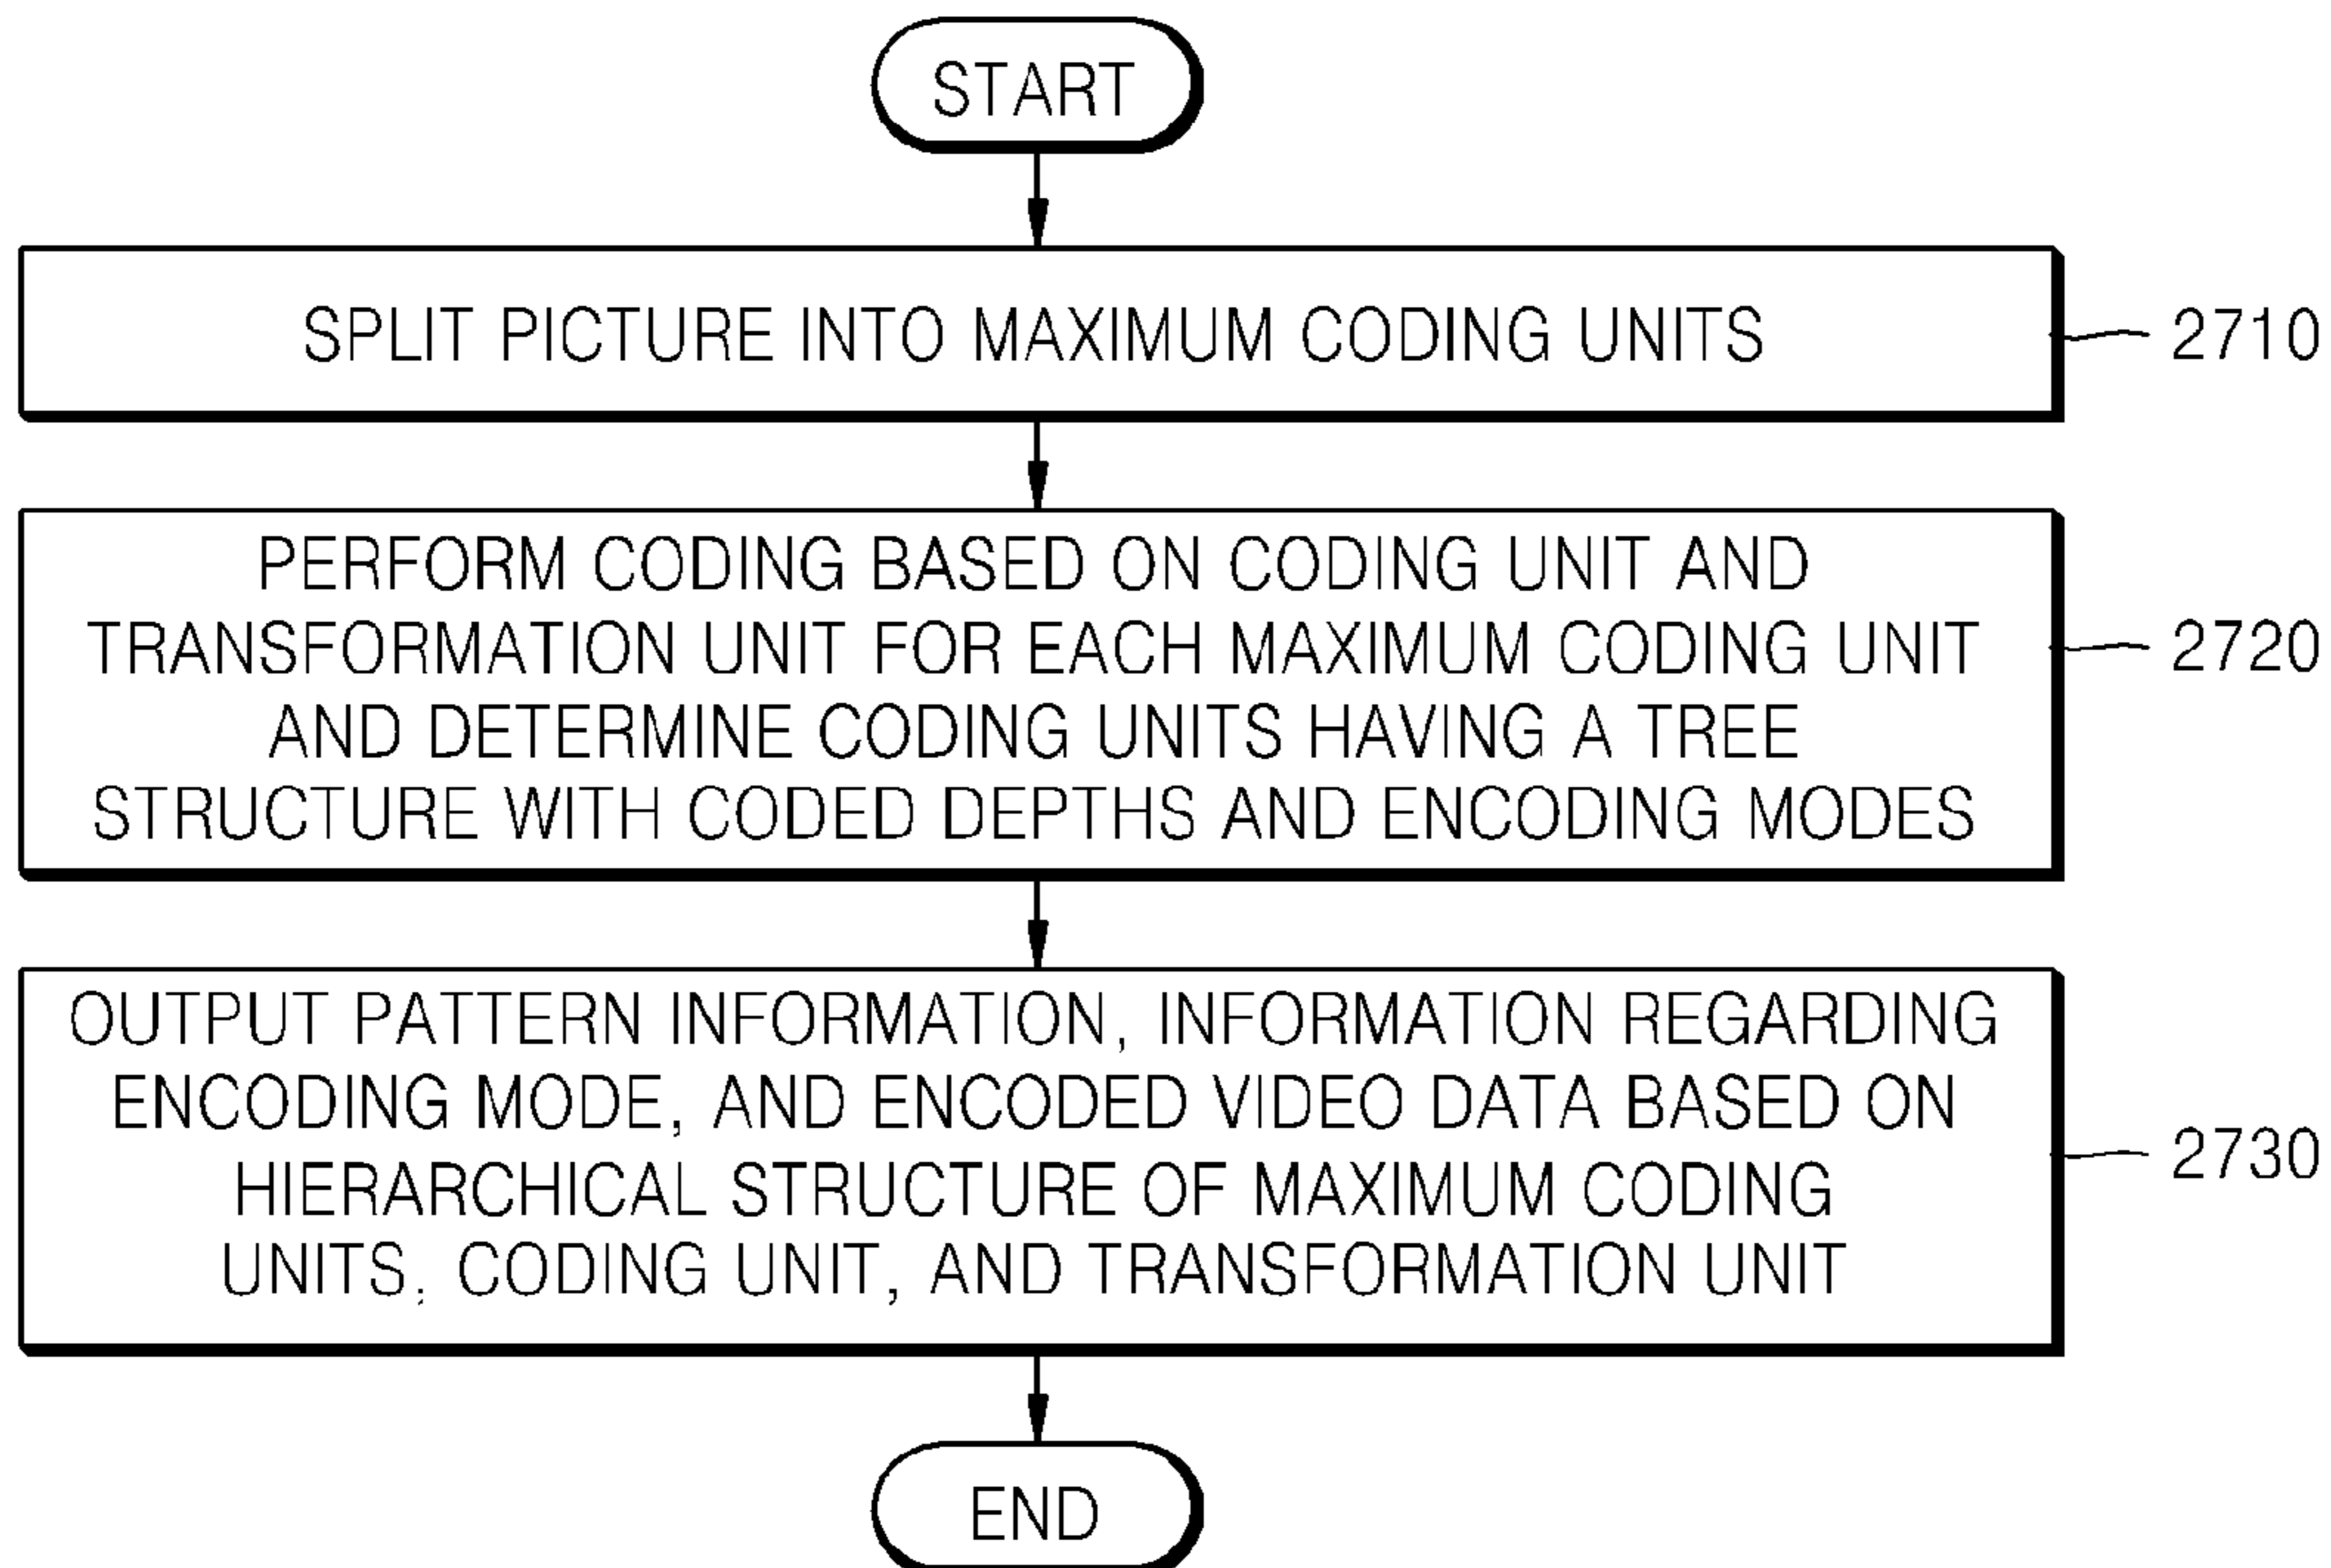 START
SPLIT PICTURE INTO MAXIMUM CODING UNITS
2710
PERFORM CODING BASED ON CODING UNIT AND
TRANSFORMATION UNIT FOR EACH MAXIMUM CODING UNIT
AND DETERMINE CODING UNITS HAVING A TREE
STRUCTURE WITH CODED DEPTHS AND ENCODING MODES
2720
OUTPUT PATTERN INFORMATION, INFORMATION REGARDING
ENCODING MODE, AND ENCODED VIDEO DATA BASED ON
HIERARCHICAL STRUCTURE OF MAXIMUM CODING
UNITS, CODING UNIT, AND TRANSFORMATION UNIT
2730
END